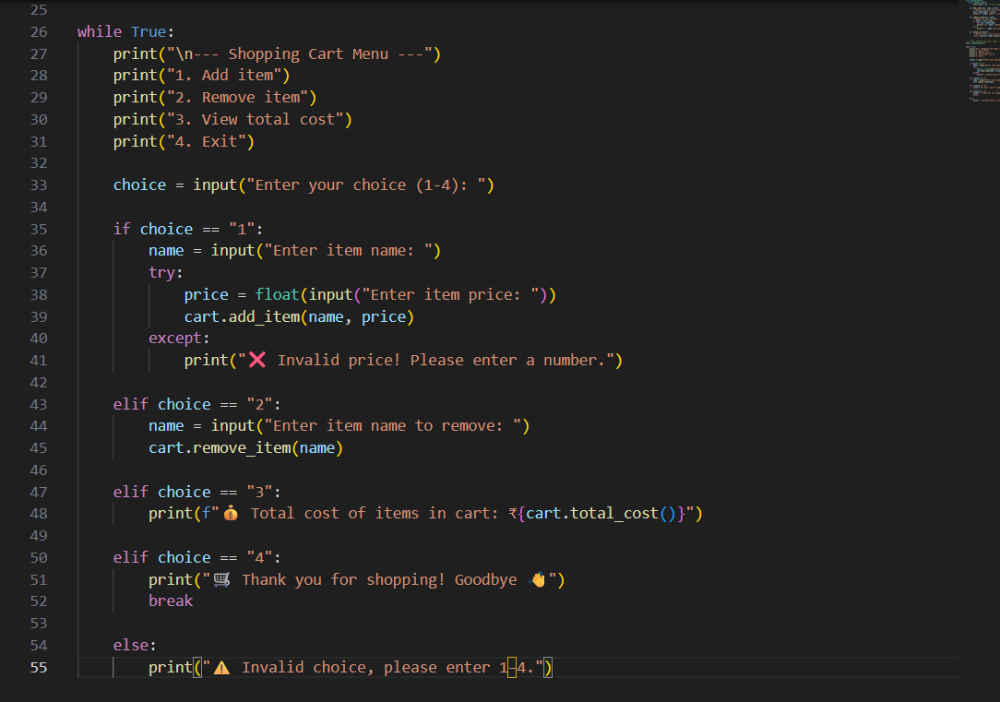 25
26 while True:
27     print("\n--- Shopping Cart Menu ---")
28     print("1. Add item")
29     print("2. Remove item")
30     print("3. View total cost")
31     print("4. Exit")
32
33     choice = input("Enter your choice (1-4): ")
34
35     if choice == "1":
36         name = input("Enter item name: ")
37         try:
38             price = float(input("Enter item price: "))
39             cart.add_item(name, price)
40         except:
41             print("❌ Invalid price! Please enter a number.")
42
43     elif choice == "2":
44         name = input("Enter item name to remove: ")
45         cart.remove_item(name)
46
47     elif choice == "3":
48         print(f"💰 Total cost of items in cart: ₹{cart.total_cost()}")
49
50     elif choice == "4":
51         print("🛒 Thank you for shopping! Goodbye 👋")
52         break
53
54     else:
55         print("⚠️ Invalid choice, please enter 1–4.")